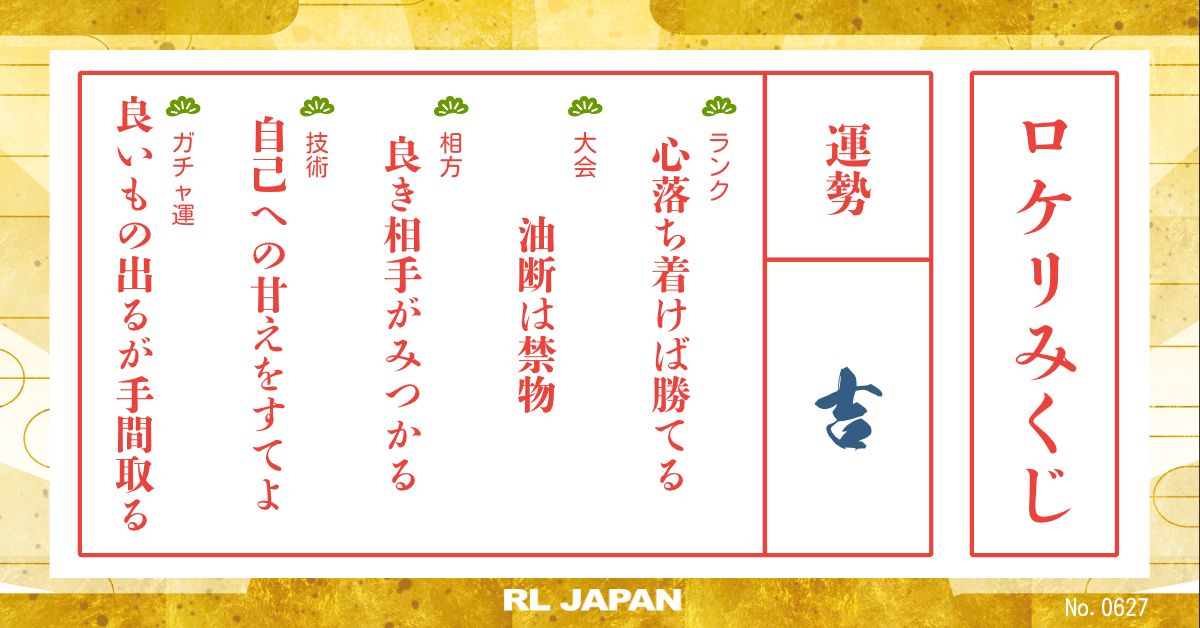 ロケリみくじ
運勢
吉
ランク
心落ち着けば勝てる
大会
油断は禁物
相方
良き相手がみつかる
技術
自己への甘えをすてよ
ガチャ運
良いもの出るが手間取る
RL JAPAN
No. 0627